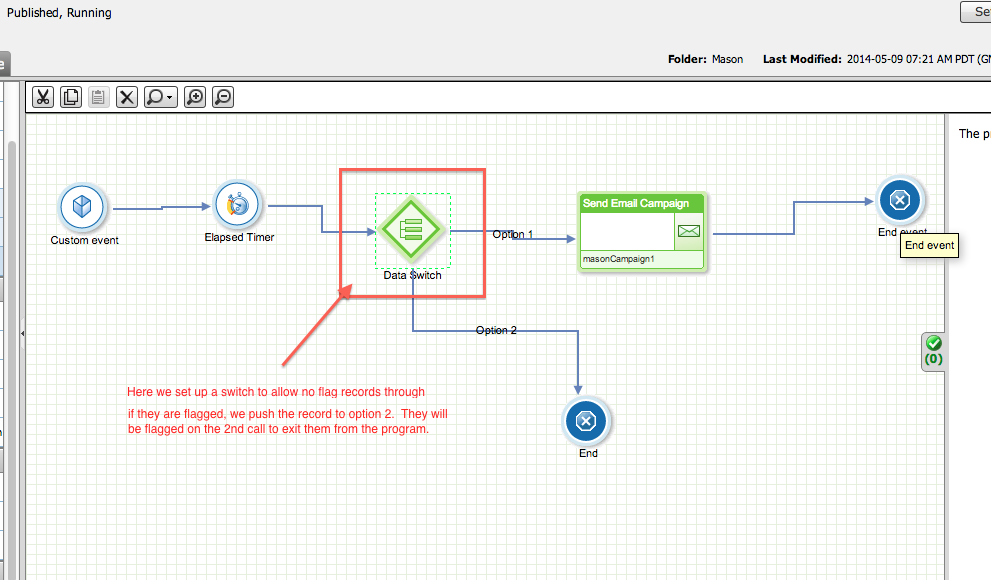 Published, Running
Folder: Mason Last Modified: 2014-05-09 07:21 AM PDT
Custom event
Elapsed Timer
Data Switch
Option 1
Send Email Campaign
masonCampaign1
End event
End event
The
Option 2
(0)
Here we set up a switch to allow no flag records through
if they are flagged, we push the record to option 2. They will
be flagged on the 2nd call to exit them from the program.
End